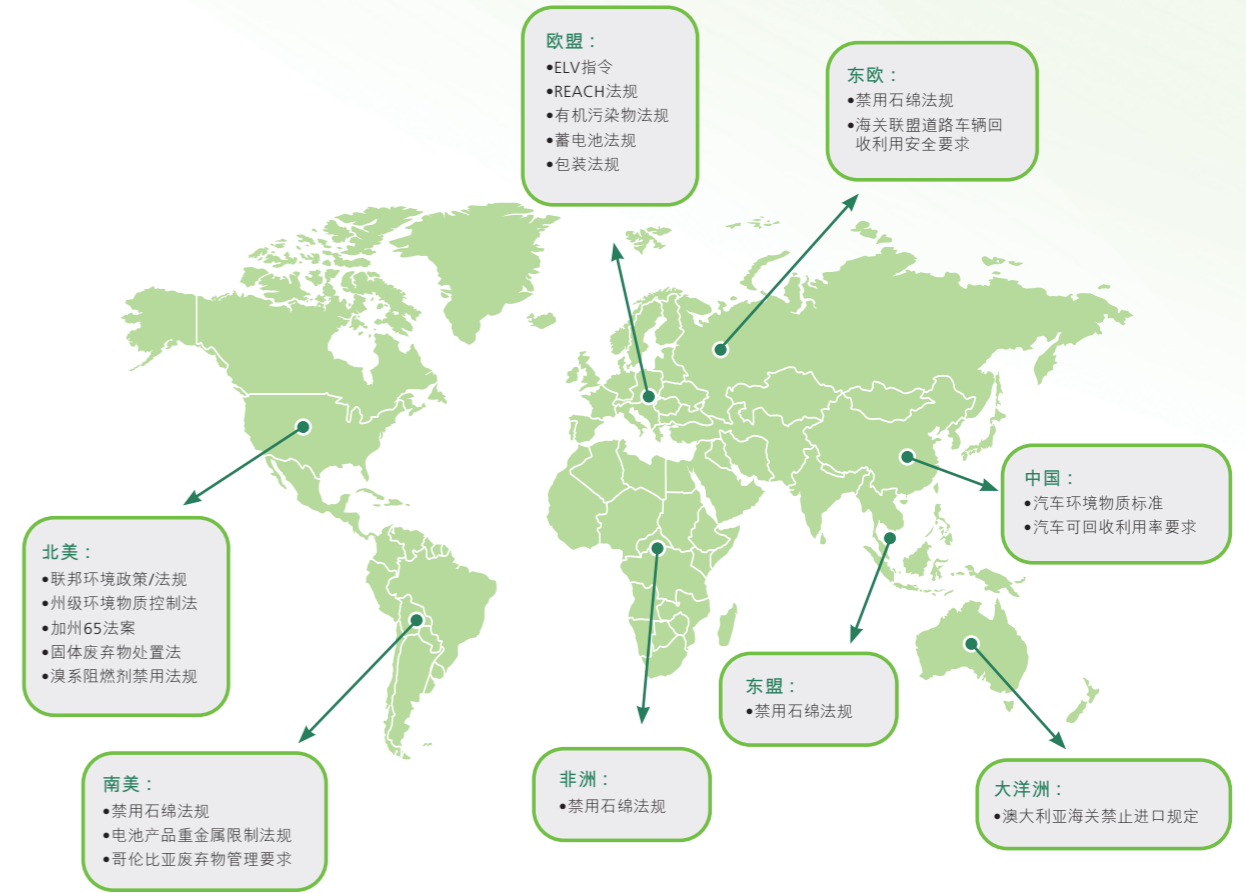 欧盟：
•ELV指令
•REACH法规
•有机污染物法规
•蓄电池法规
•包装法规
东欧：
•禁用石绵法规
•海关联盟道路车辆回
收利用安全要求
中国：
•汽车环境物质标准
•汽车可回收利用率要求
北美：
•联邦环境政策/法规
•州级环境物质控制法
•加州65法案
•固体废弃物处置法
•溴系阻燃剂禁用法规
东盟：
•禁用石绵法规
南美：
•禁用石绵法规
•电池产品重金属限制法规
•哥伦比亚废弃物管理要求
非洲：
•禁用石绵法规
大洋洲：
•澳大利亚海关禁止进口规定